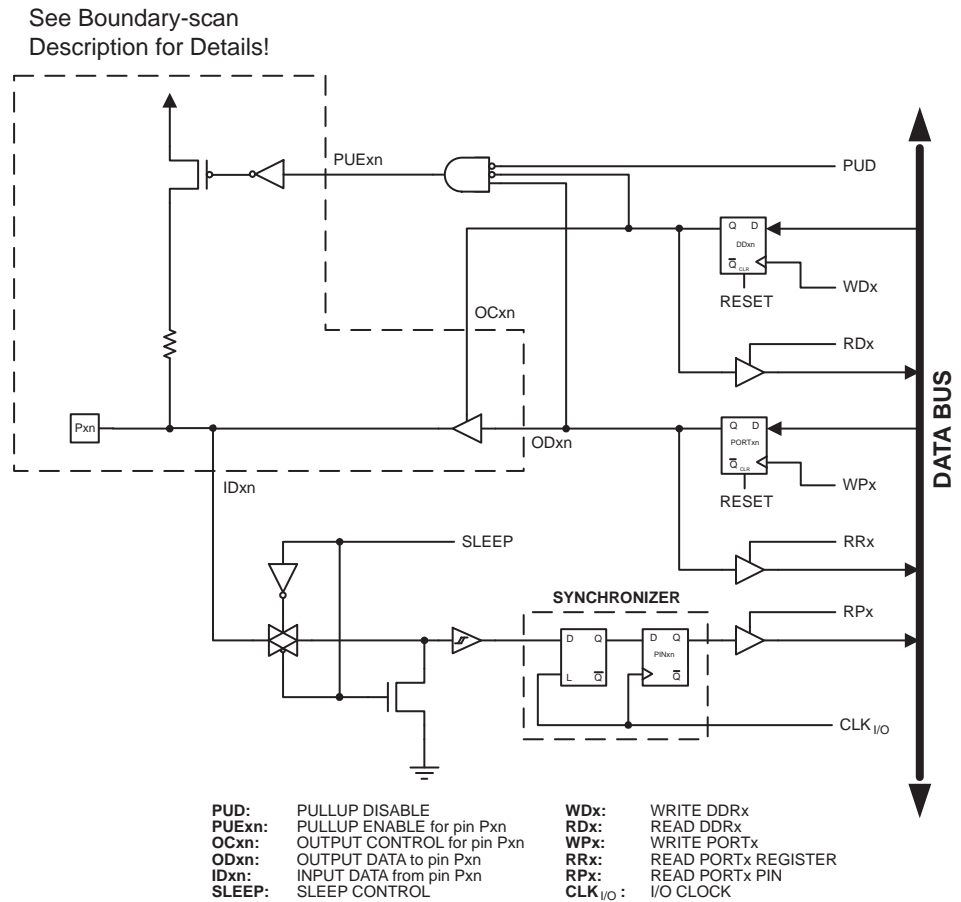 See Boundary-scan
Description for Details!
PUExn
PUD
Q D
DDxn
Q CLR
RESET
WDx
OCxn
RDx
Pxn
ODxn
Q D
PORTxn
Q CLR
RESET
WPx
IDxn
SLEEP
RRx
SYNCHRONIZER
RPx
D Q
L Q
D Q
PINxn
Q
CLK I/O
DATA BUS
PUD: PULLUP DISABLE
PUExn: PULLUP ENABLE for pin Pxn
OCxn: OUTPUT CONTROL for pin Pxn
ODxn: OUTPUT DATA to pin Pxn
IDxn: INPUT DATA from pin Pxn
SLEEP: SLEEP CONTROL
WDx: WRITE DDRx
RDx: READ DDRx
WPx: WRITE PORTx
RRx: READ PORTx REGISTER
RPx: READ PORTx PIN
CLK I/O : I/O CLOCK